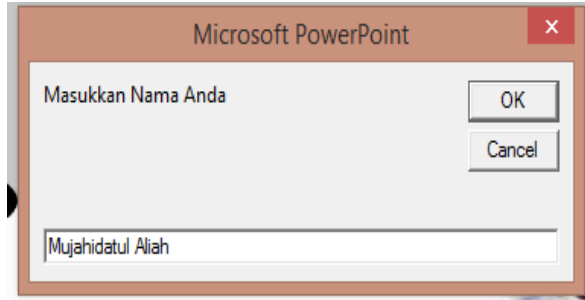 Microsoft PowerPoint
x
Masukkan Nama Anda
OK
Cancel
Mujahidatul Aliah